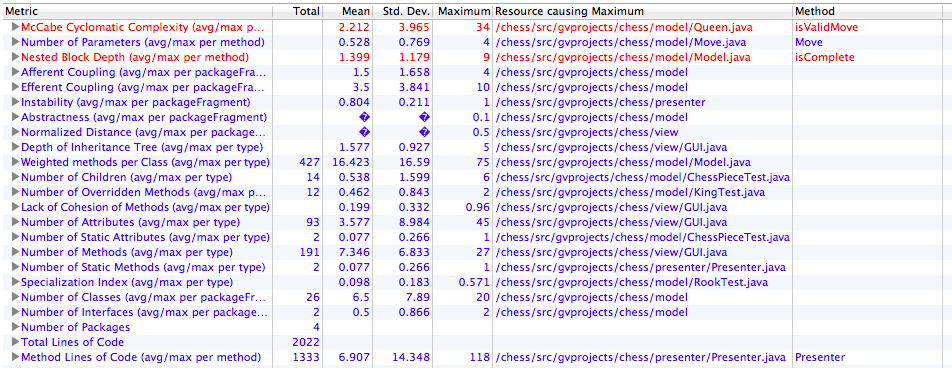 Metric Total Mean Std. Dev. Maximum Resource causing Maximum Method
McCabe Cyclomatic Complexity (avg/max p... 2.212 3.965 34 /chess/src/gvprojects/chess/model/Queen.java isValidMove
Number of Parameters (avg/max per method) 0.528 0.769 4 /chess/src/gvprojects/chess/model/Move.java Move
Nested Block Depth (avg/max per method) 1.399 1.179 9 /chess/src/gvprojects/chess/model/Model.java isComplete
Afferent Coupling (avg/max per packageFrag... 1.5 1.658 4 /chess/src/gvprojects/chess/model
Efferent Coupling (avg/max per packageFrag... 3.5 3.841 10 /chess/src/gvprojects/chess/model
Instability (avg/max per packageFragment) 0.804 0.211 1 /chess/src/gvprojects/chess/presenter
Abstractness (avg/max per packageFragment) � � 0.1 /chess/src/gvprojects/chess/model
Normalized Distance (avg/max per package... � � 0.5 /chess/src/gvprojects/chess/view
Depth of Inheritance Tree (avg/max per type) 1.577 0.927 5 /chess/src/gvprojects/chess/view/GUI.java
Weighted methods per Class (avg/max per type) 427 16.423 16.59 75 /chess/src/gvprojects/chess/model/Model.java
Number of Children (avg/max per type) 14 0.538 1.599 6 /chess/src/gvprojects/chess/model/ChessPieceTest.java
Number of Overridden Methods (avg/max p... 12 0.462 0.843 2 /chess/src/gvprojects/chess/model/KingTest.java
Lack of Cohesion of Methods (avg/max per type) 0.199 0.332 0.96 /chess/src/gvprojects/chess/view/GUI.java
Number of Attributes (avg/max per type) 93 3.577 8.984 45 /chess/src/gvprojects/chess/view/GUI.java
Number of Static Attributes (avg/max per type) 2 0.077 0.266 1 /chess/src/gvprojects/chess/model/ChessPieceTest.java
Number of Methods (avg/max per type) 191 7.346 6.833 27 /chess/src/gvprojects/chess/view/GUI.java
Number of Static Methods (avg/max per type) 2 0.077 0.266 1 /chess/src/gvprojects/chess/presenter/Presenter.java
Specialization Index (avg/max per type) 0.098 0.183 0.571 /chess/src/gvprojects/chess/model/RookTest.java
Number of Classes (avg/max per packageFr... 26 6.5 7.89 20 /chess/src/gvprojects/chess/model
Number of Interfaces (avg/max per package... 2 0.5 0.866 2 /chess/src/gvprojects/chess/model
Number of Packages 4
Total Lines of Code 2022
Method Lines of Code (avg/max per method) 1333 6.907 14.348 118 /chess/src/gvprojects/chess/presenter/Presenter.java Presenter